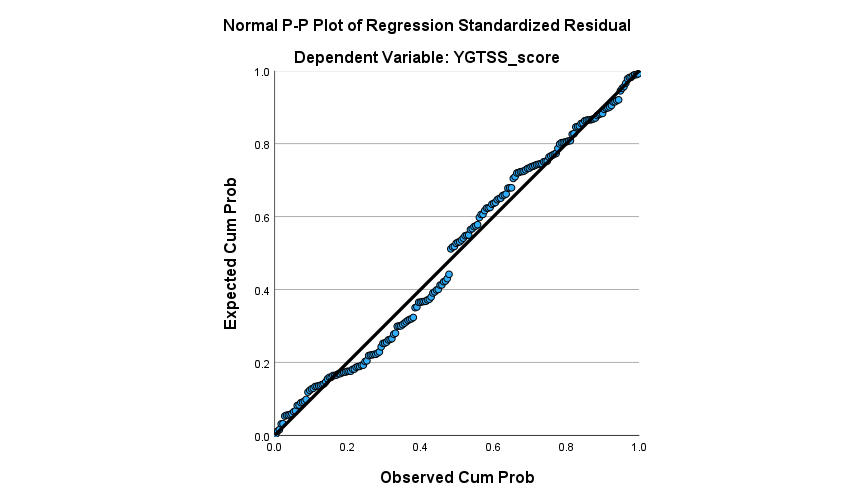 Normal P-P Plot of Regression Standardized Residual
Dependent Variable: YGTSS_score
Expected Cum Prob
1.0
0.8
0.6
0.4
0.2
0.0
0.0 0.2 0.4 0.6 0.8 1.0
Observed Cum Prob